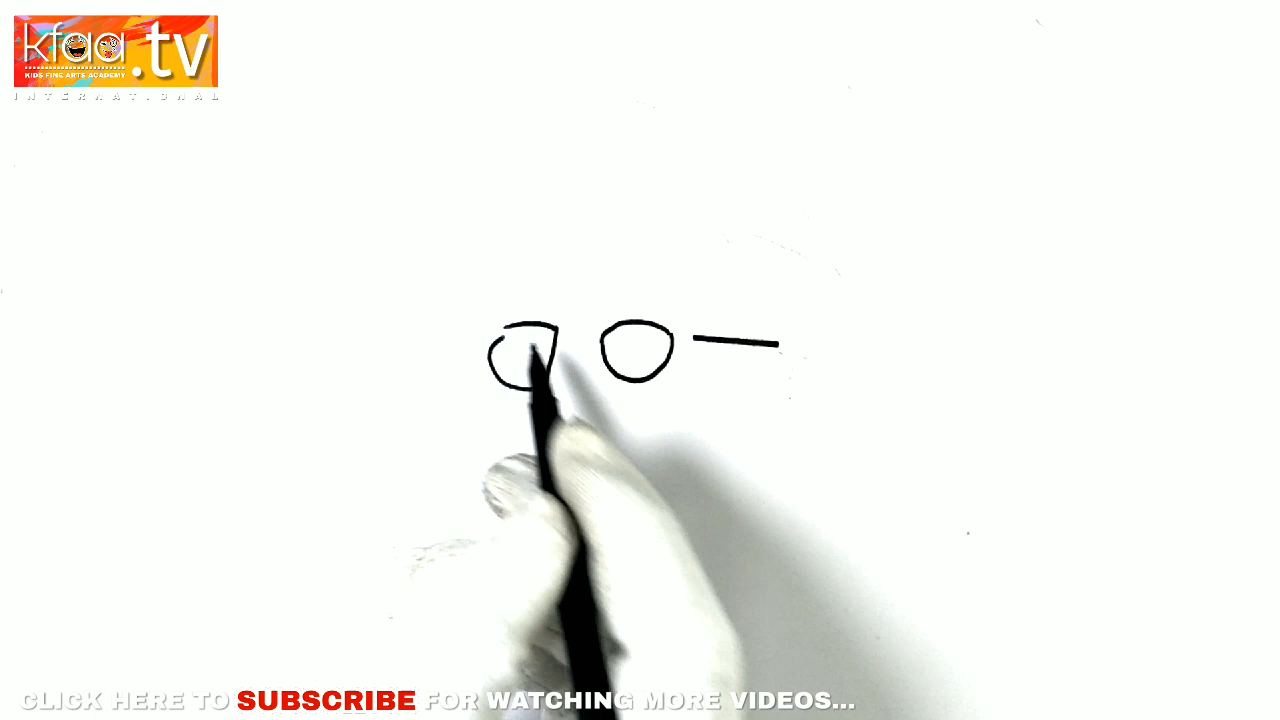 kfaa.tv
KIDS FINE ARTS ACADEMY
INTERNATIONAL
CLICK HERE TO SUBSCRIBE FOR WATCHING MORE VIDEOS...